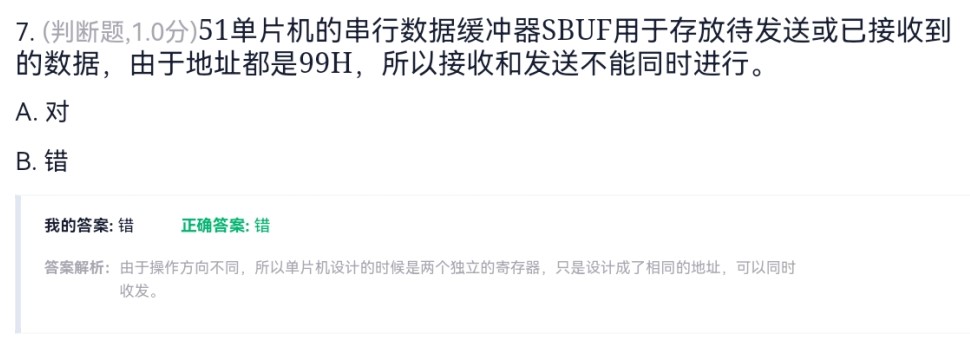 7. (判断题,1.0分)51单片机的串行数据缓冲器SBUF用于存放待发送或已接收到
的数据，由于地址都是99H，所以接收和发送不能同时进行。
A. 对
B. 错
我的答案: 错 正确答案: 错
答案解析: 由于操作方向不同，所以单片机设计的时候是两个独立的寄存器，只是设计成了相同的地址，可以同时
收发。